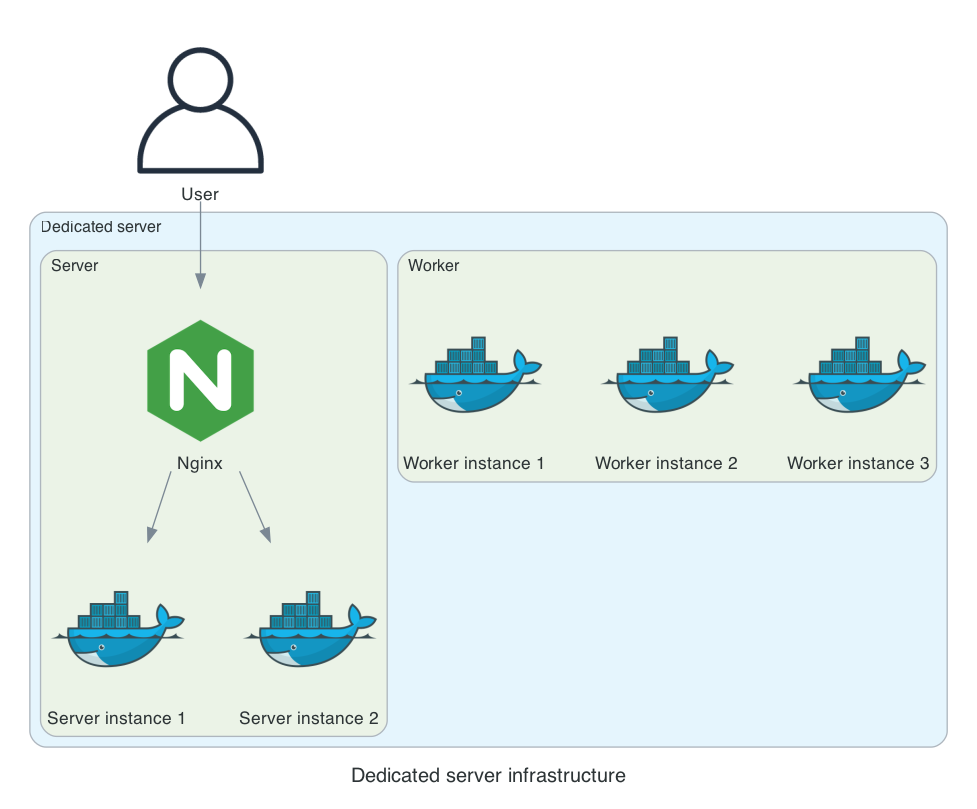 User
Dedicated server
Server
Worker
Nginx
Worker instance 1
Worker instance 2
Worker instance 3
Server instance 1
Server instance 2
Dedicated server infrastructure